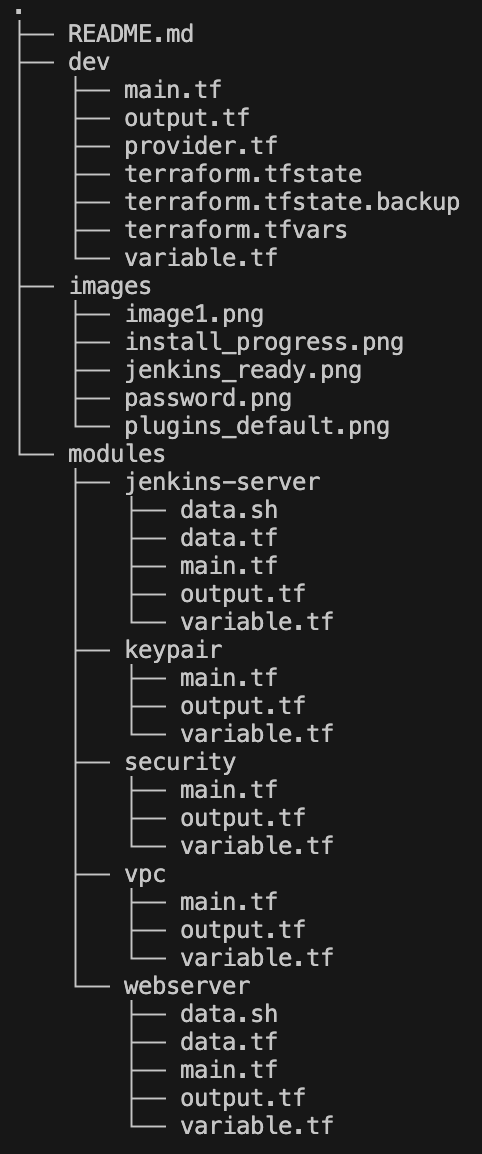 .
├── README.md
├── dev
│   ├── main.tf
│   ├── output.tf
│   ├── provider.tf
│   ├── terraform.tfstate
│   ├── terraform.tfstate.backup
│   ├── terraform.tfvars
│   └── variable.tf
├── images
│   ├── image1.png
│   ├── install_progress.png
│   ├── jenkins_ready.png
│   ├── password.png
│   └── plugins_default.png
└── modules
    ├── jenkins-server
    │   ├── data.sh
    │   ├── data.tf
    │   ├── main.tf
    │   ├── output.tf
    │   └── variable.tf
    ├── keypair
    │   ├── main.tf
    │   ├── output.tf
    │   └── variable.tf
    ├── security
    │   ├── main.tf
    │   ├── output.tf
    │   └── variable.tf
    ├── vpc
    │   ├── main.tf
    │   ├── output.tf
    │   └── variable.tf
    └── webserver
        ├── data.sh
        ├── data.tf
        ├── main.tf
        ├── output.tf
        └── variable.tf